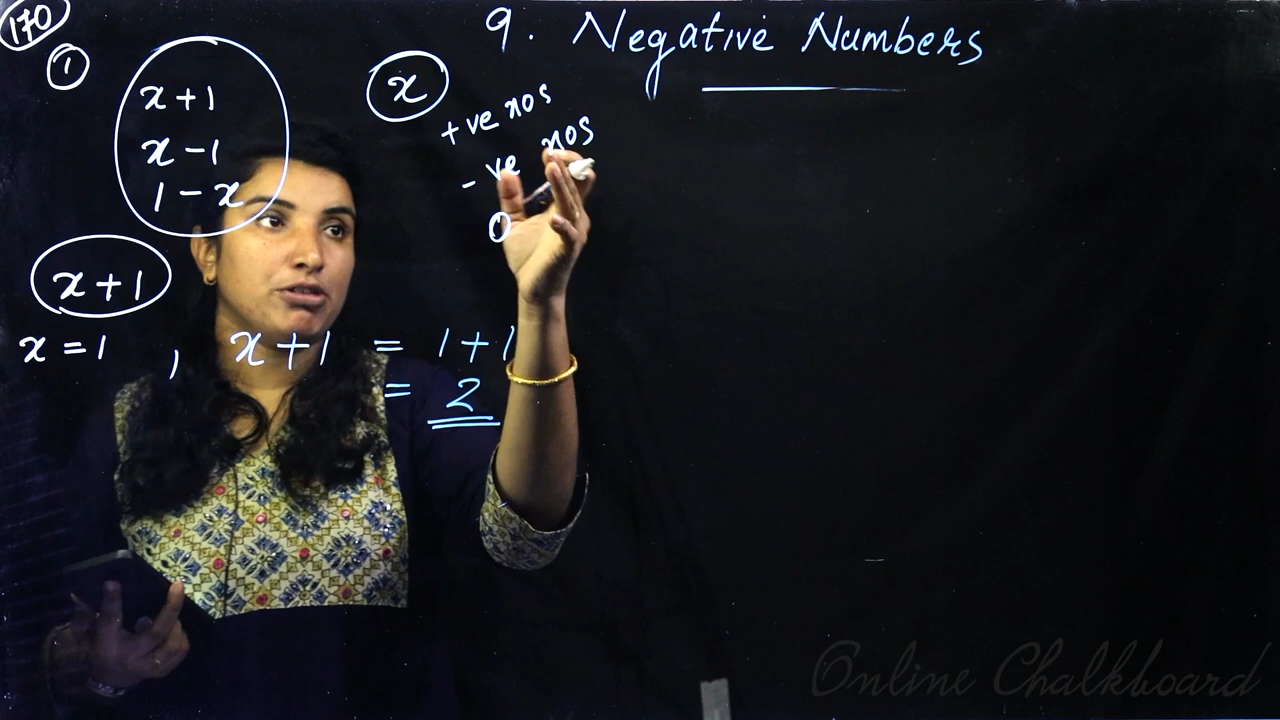 170
9. Negative Numbers
1
x+1
x-1
1-x
x
+ve nos
-ve nos
0
x+1
x=1 , x+1 = 1+1
= 2
Online Chalkboard